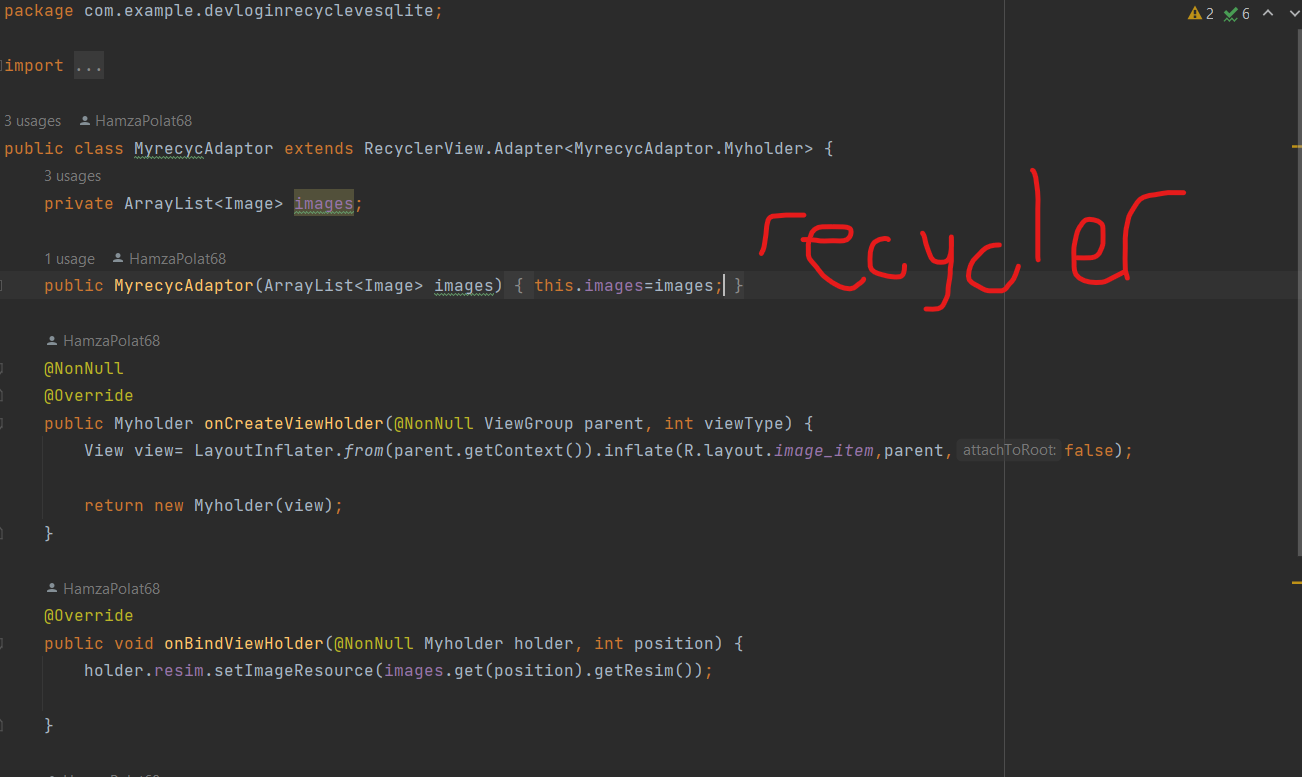 package com.example.devloginrecyclevesqlite;
2 6
import ...
3 usages HamzaPolat68
public class MyrecycAdaptor extends RecyclerView.Adapter<MyrecycAdaptor.Myholder> {
3 usages
private ArrayList<Image> images;
recycler
1 usage HamzaPolat68
public MyrecycAdaptor(ArrayList<Image> images) { this.images=images; }
HamzaPolat68
@NonNull
@Override
public Myholder onCreateViewHolder(@NonNull ViewGroup parent, int viewType) {
View view= LayoutInflater.from(parent.getContext()).inflate(R.layout.image_item,parent, attachToRoot: false);
return new Myholder(view);
}
HamzaPolat68
@Override
public void onBindViewHolder(@NonNull Myholder holder, int position) {
holder.resim.setImageResource(images.get(position).getResim());
}